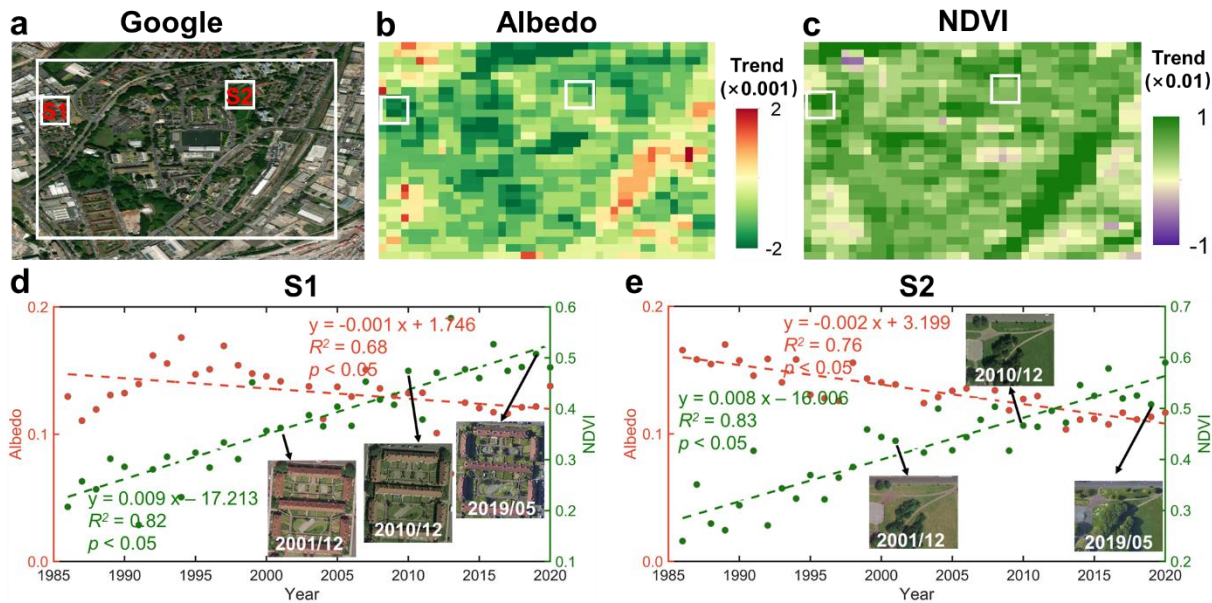 a Google
S1
S2
b Albedo
Trend
(×0.001)
2
-2
c NDVI
Trend
(×0.01)
1
-1
d S1
0.2
0.1
0.0
Albedo
y = -0.001 x + 1.746
R² = 0.68
p < 0.05
y = 0.009 x – 17.213
R² = 0.82
p < 0.05
2001/12
2010/12
2019/05
0.6
0.5
0.4
0.3
0.2
0.1
NDVI
1985 1990 1995 2000 2005 2010 2015 2020
Year
e S2
0.2
0.1
0.0
Albedo
y = -0.002 x + 3.199
R² = 0.76
p < 0.05
y = 0.008 x – 16.006
R² = 0.83
p < 0.05
2010/12
2001/12
2019/05
0.7
0.6
0.5
0.4
0.3
0.2
NDVI
1985 1990 1995 2000 2005 2010 2015 2020
Year